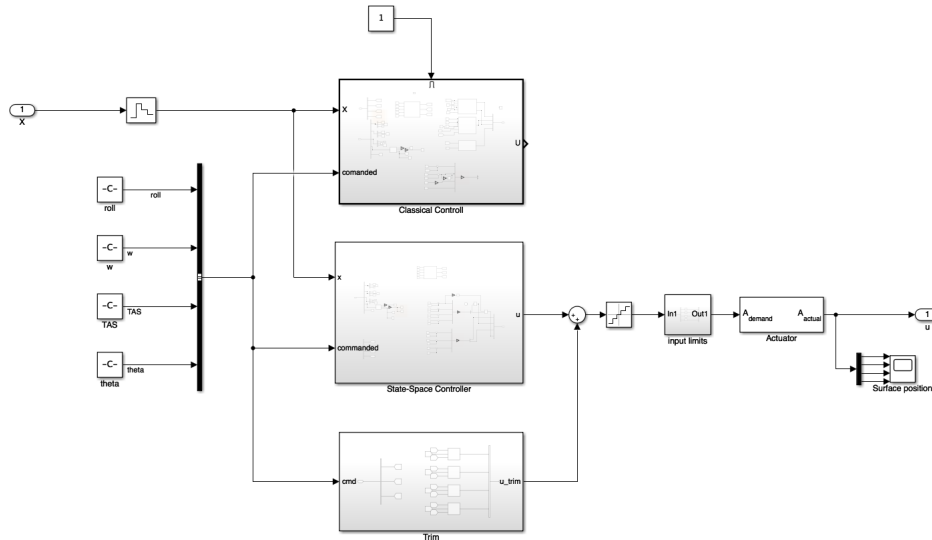 1
1
X
X
U
comanded
Classical Controll
-C-
roll
roll
-C-
w
w
-C-
TAS
TAS
-C-
theta
theta
x
u
commanded
State-Space Controller
+
+
In1 Out1
input limits
A demand A actual
Actuator
1
u
Surface position
cmd
u_trim
Trim